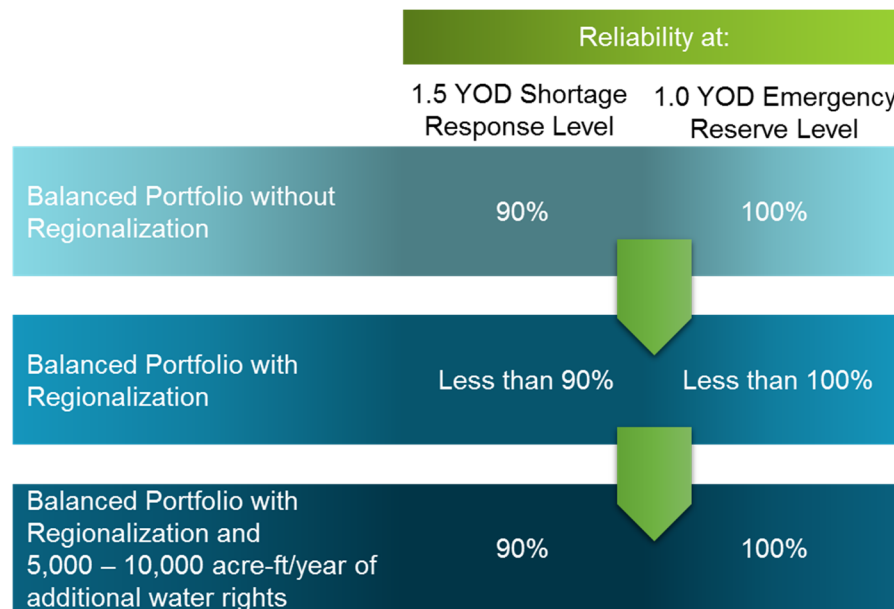 Reliability at:
1.5 YOD Shortage
Response Level
1.0 YOD Emergency
Reserve Level
Balanced Portfolio without
Regionalization
90%
100%
Balanced Portfolio with
Regionalization
Less than 90%
Less than 100%
Balanced Portfolio with
Regionalization and
5,000 – 10,000 acre-ft/year of
additional water rights
90%
100%